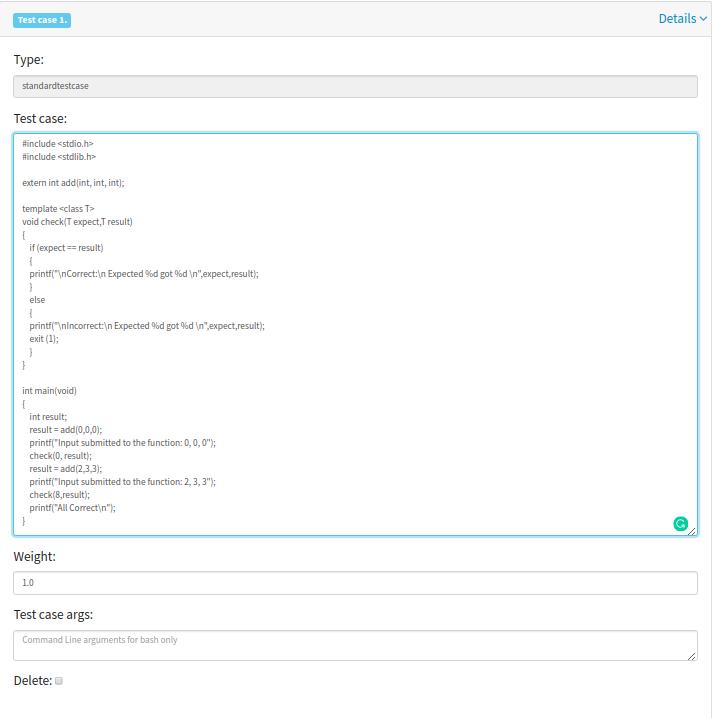 Test case 1.
Details
Type:
standardtestcase
Test case:
#include <stdio.h>
#include <stdlib.h>
extern int add(int, int, int);
template <class T>
void check(T expect,T result)
{
if (expect == result)
{
printf("\nCorrect:\n Expected %d got %d \n",expect,result);
}
else
{
printf("\nIncorrect:\n Expected %d got %d \n",expect,result);
exit (1);
}
}
int main(void)
{
int result;
result = add(0,0,0);
printf("Input submitted to the function: 0, 0, 0");
check(0, result);
result = add(2,3,3);
printf("Input submitted to the function: 2, 3, 3");
check(8,result);
printf("All Correct\n");
}
Weight:
1.0
Test case args:
Command Line arguments for bash only
Delete: